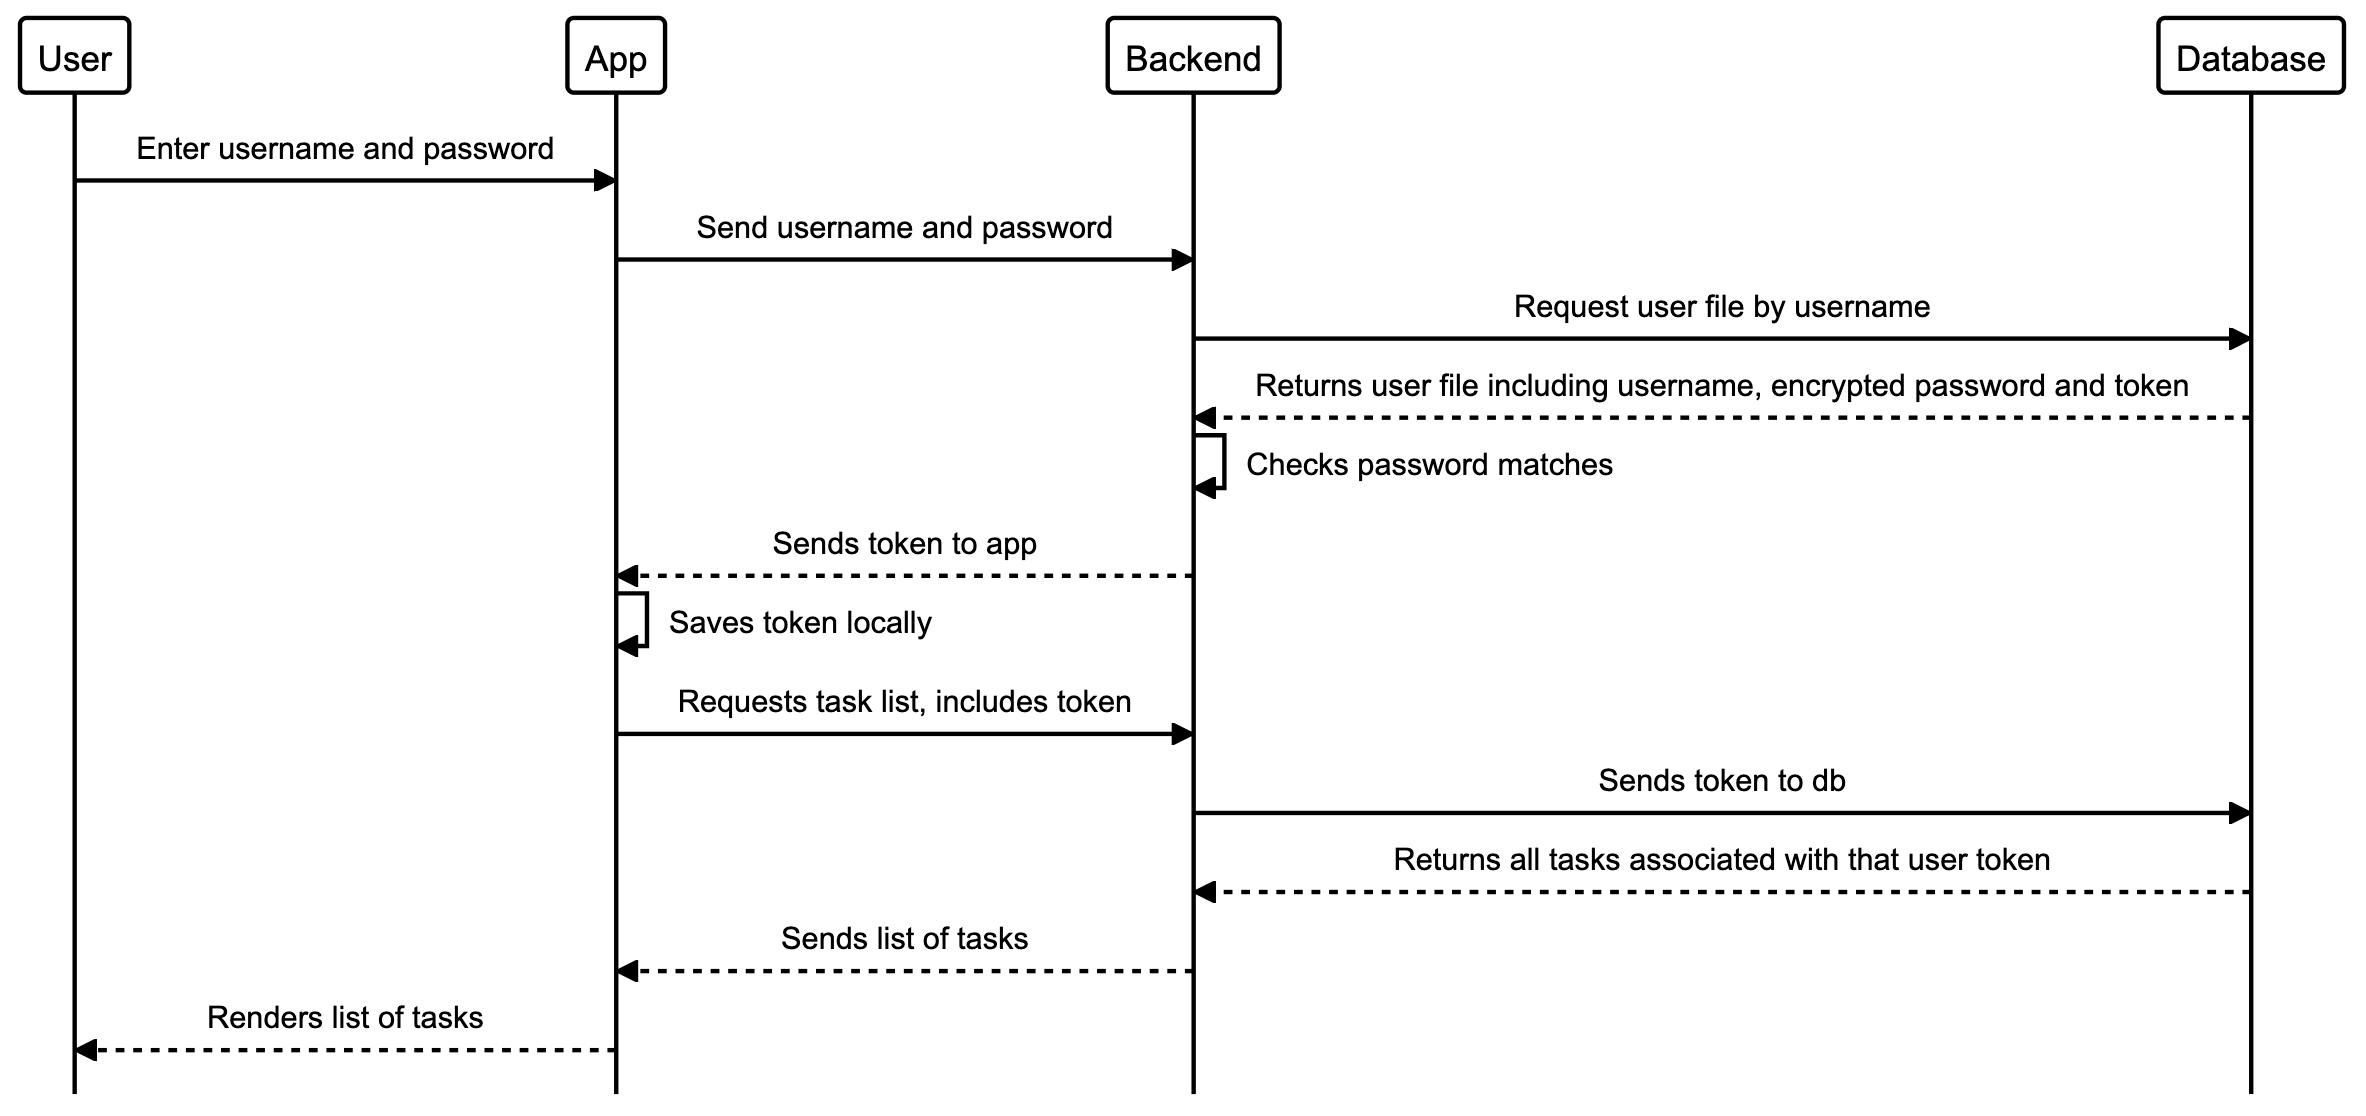 User
App
Backend
Database
Enter username and password
Send username and password
Request user file by username
Returns user file including username, encrypted password and token
Checks password matches
Sends token to app
Saves token locally
Requests task list, includes token
Sends token to db
Returns all tasks associated with that user token
Sends list of tasks
Renders list of tasks